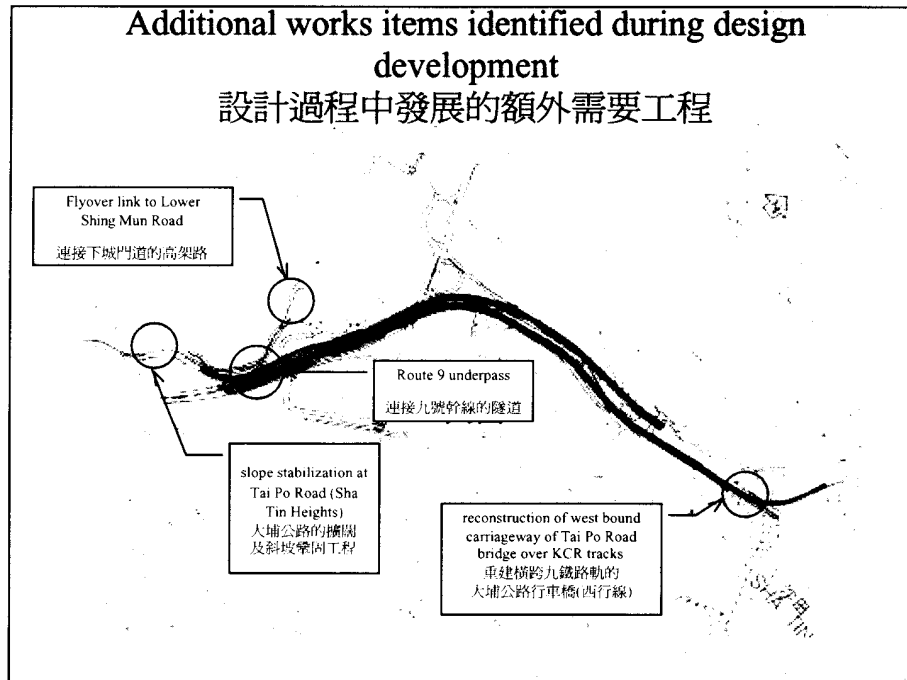 Additional works items identified during design
development
設計過程中發展的額外需要工程
Flyover link to Lower
Shing Mun Road
連接下城門道的高架路
Route 9 underpass
連接九號幹線的隧道
slope stabilization at
Tai Po Road (Sha
Tin Heights)
大埔公路的擴闊
及斜坡鞏固工程
reconstruction of west bound
carriageway of Tai Po Road
bridge over KCR tracks
重建橫跨九鐵路軌的
大埔公路行車橋(西行線)
沙田
SHA TIN